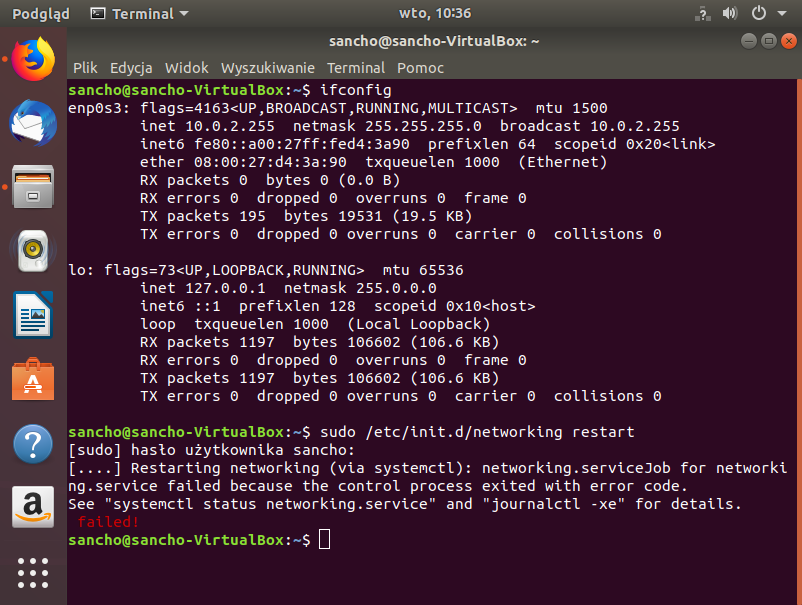 Podgląd Terminal wto, 10:36
sancho@sancho-VirtualBox: ~
Plik Edycja Widok Wyszukiwanie Terminal Pomoc
sancho@sancho-VirtualBox:~$ ifconfig
enp0s3: flags=4163<UP,BROADCAST,RUNNING,MULTICAST>  mtu 1500
        inet 10.0.2.255  netmask 255.255.255.0  broadcast 10.0.2.255
        inet6 fe80::a00:27ff:fed4:3a90  prefixlen 64  scopeid 0x20<link>
        ether 08:00:27:d4:3a:90  txqueuelen 1000  (Ethernet)
        RX packets 0  bytes 0 (0.0 B)
        RX errors 0  dropped 0  overruns 0  frame 0
        TX packets 195  bytes 19531 (19.5 KB)
        TX errors 0  dropped 0 overruns 0  carrier 0  collisions 0
lo: flags=73<UP,LOOPBACK,RUNNING>  mtu 65536
        inet 127.0.0.1  netmask 255.0.0.0
        inet6 ::1  prefixlen 128  scopeid 0x10<host>
        loop  txqueuelen 1000  (Local Loopback)
        RX packets 1197  bytes 106602 (106.6 KB)
        RX errors 0  dropped 0  overruns 0  frame 0
        TX packets 1197  bytes 106602 (106.6 KB)
        TX errors 0  dropped 0 overruns 0  carrier 0  collisions 0
sancho@sancho-VirtualBox:~$ sudo /etc/init.d/networking restart
[sudo] hasło użytkownika sancho:
[....] Restarting networking (via systemctl): networking.serviceJob for networki
ng.service failed because the control process exited with error code.
See "systemctl status networking.service" and "journalctl -xe" for details.
 failed!
sancho@sancho-VirtualBox:~$